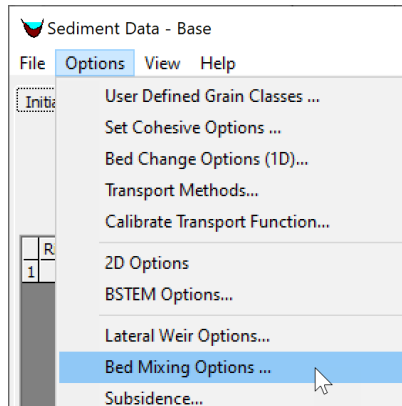 Sediment Data - Base
File Options View Help
Initia
User Defined Grain Classes ...
Set Cohesive Options ...
Bed Change Options (1D)...
Transport Methods...
Calibrate Transport Function...
R
1
2D Options
BSTEM Options...
Lateral Weir Options...
Bed Mixing Options ...
Subsidence...